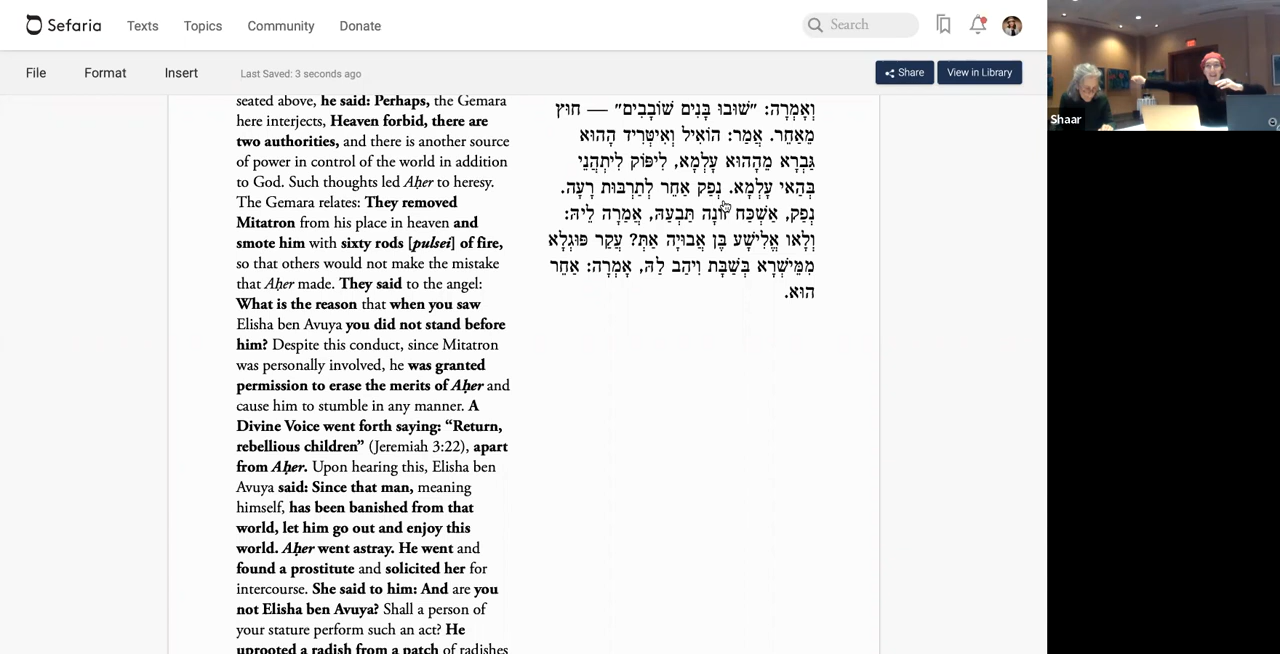 Sefaria
Texts
Topics
Community
Donate
Search
File
Format
Insert
Last Saved: 3 seconds ago
Share
View in Library
seated above, he said: Perhaps, the Gemara
here interjects, Heaven forbid, there are
two authorities, and there is another source
of power in control of the world in addition
to God. Such thoughts led Aḥer to heresy.
The Gemara relates: They removed
Mitatron from his place in heaven and
smote him with sixty rods [pulsei] of fire,
so that others would not make the mistake
that Aḥer made. They said to the angel:
What is the reason that when you saw
Elisha ben Avuya you did not stand before
him? Despite this conduct, since Mitatron
was personally involved, he was granted
permission to erase the merits of Aḥer and
cause him to stumble in any manner. A
Divine Voice went forth saying: “Return,
rebellious children” (Jeremiah 3:22), apart
from Aḥer. Upon hearing this, Elisha ben
Avuya said: Since that man, meaning
himself, has been banished from that
world, let him go out and enjoy this
world. Aḥer went astray. He went and
found a prostitute and solicited her for
intercourse. She said to him: And are you
not Elisha ben Avuya? Shall a person of
your stature perform such an act? He
uprooted a radish from a patch of radishes
וְאָמְרָה: ״שׁוּבוּ בָּנִים שׁוֹבָבִים״ — חוּץ
מֵאַחֵר. אֲמַר: הוֹאִיל וְאִיטְּרִיד הָהוּא
גַּבְרָא מֵהָהוּא עָלְמָא, לִיפּוֹק לִיתְהֲנֵי
בְּהַאי עָלְמָא. נְפַק אַחֵר לְתַרְבּוּת רָעָה.
נְפַק, אַשְׁכַּח זוֹנָה תַּבְעַהּ, אֲמַרָה לֵיהּ:
וְלָאו אֱלִישָׁע בֶּן אֲבוּיָה אַתְּ? עֲקַר פּוּגְלָא
מִמֵּישְׁרָא בְּשַׁבָּת וִיהַב לַהּ, אָמְרָה: אַחֵר
הוּא.
Shaar